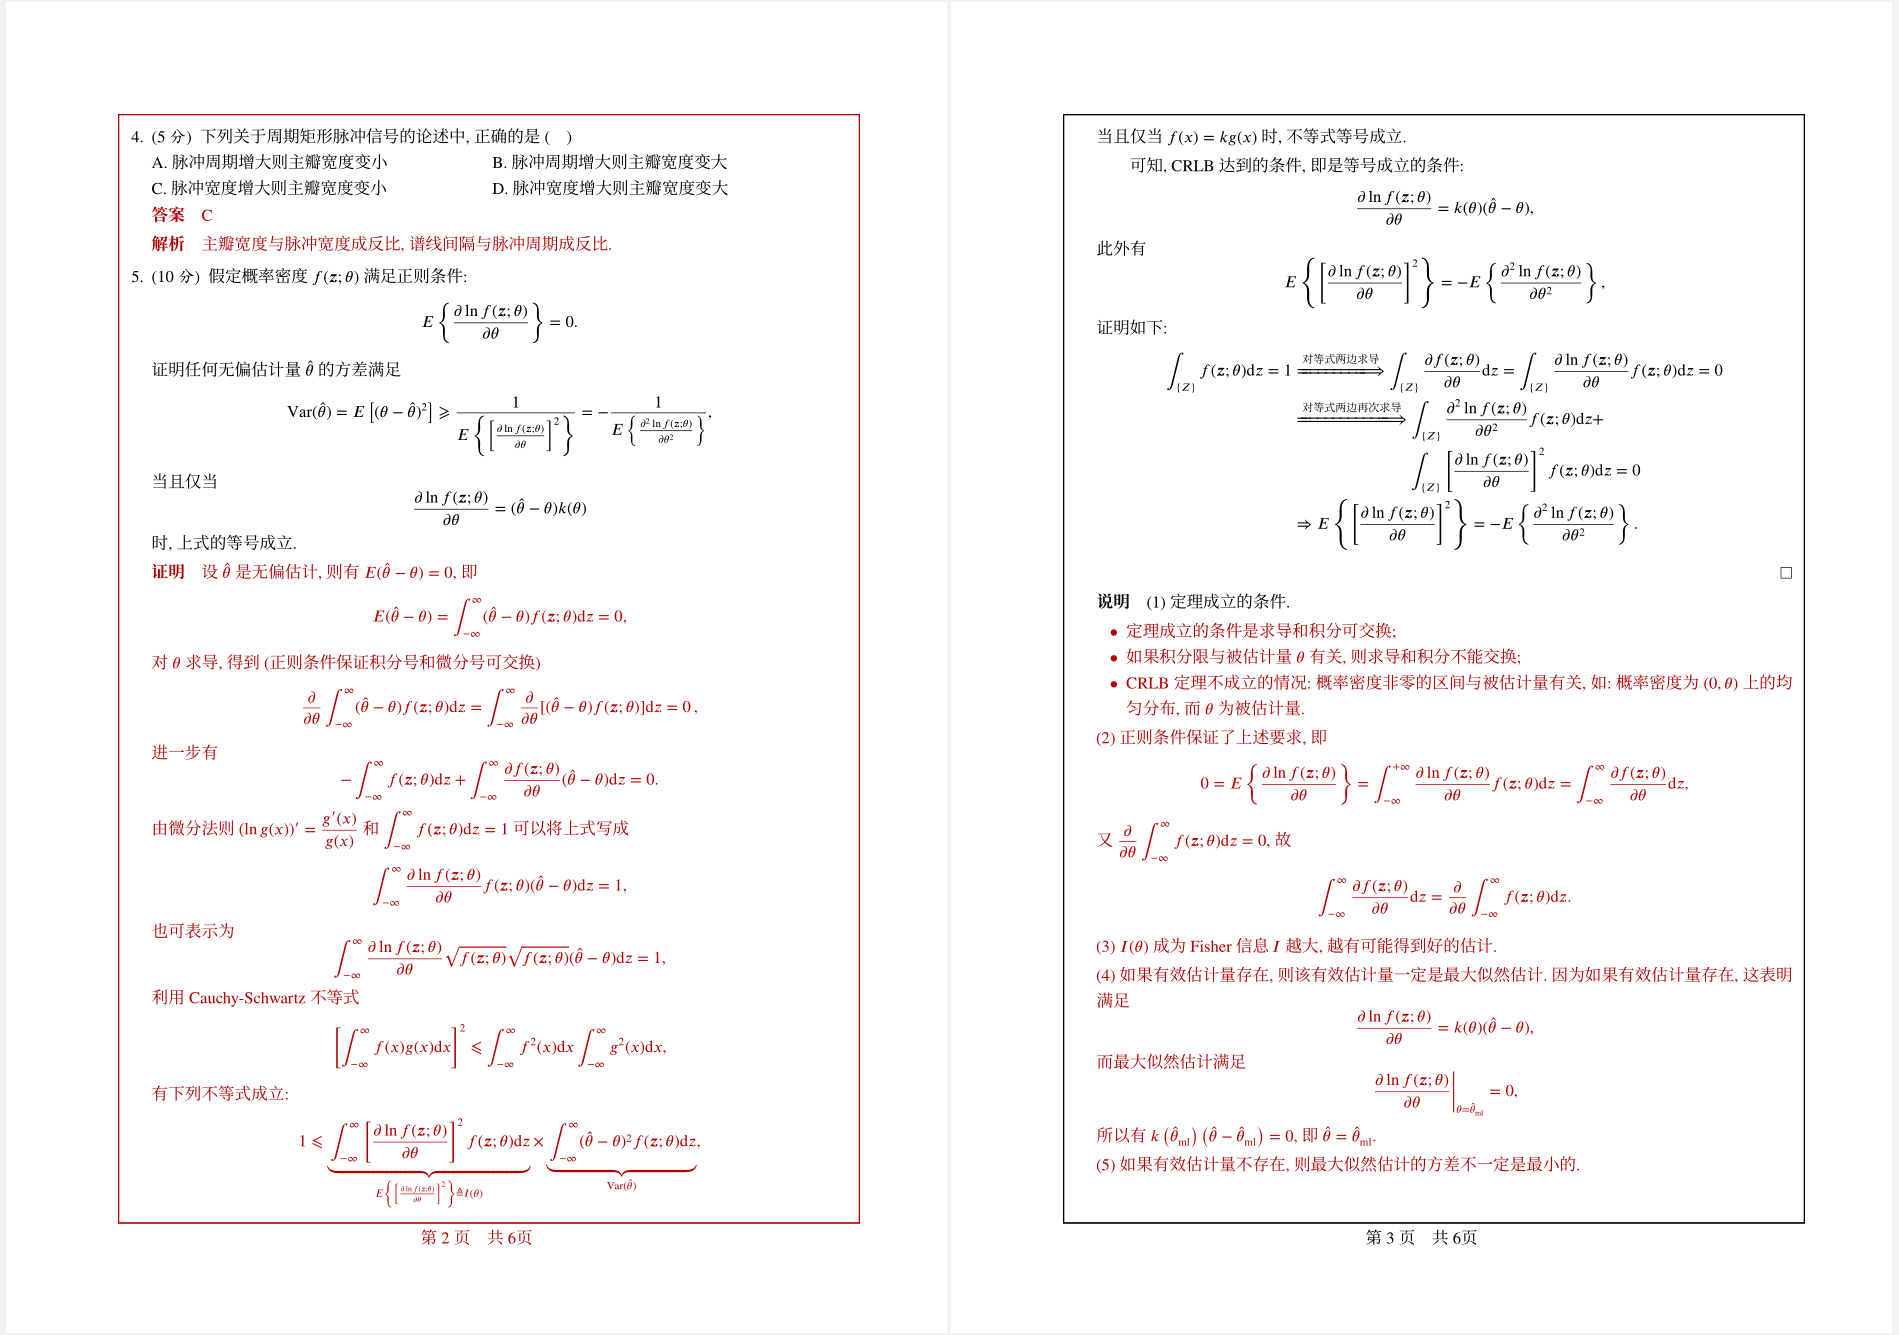 4. (5 分) 下列关于周期矩形脉冲信号的论述中, 正确的是 ( )
A. 脉冲周期增大则主瓣宽度变小 B. 脉冲周期增大则主瓣宽度变大
C. 脉冲宽度增大则主瓣宽度变小 D. 脉冲宽度增大则主瓣宽度变大
答案 C
解析 主瓣宽度与脉冲宽度成反比, 谱线间隔与脉冲周期成反比.
5. (10 分) 假定概率密度 $f(\boldsymbol{z};\theta)$ 满足正则条件:
$E\left\{\frac{\partial \ln f(\boldsymbol{z};\theta)}{\partial\theta}\right\} = 0.$
证明任何无偏估计量 $\hat{\theta}$ 的方差满足
$\mathrm{Var}(\hat{\theta}) = E\left[(\theta-\hat{\theta})^2\right] \geqslant \frac{1}{E\left\{\left[\frac{\partial \ln f(\boldsymbol{z};\theta)}{\partial\theta}\right]^2\right\}} = -\frac{1}{E\left\{\frac{\partial^2 \ln f(\boldsymbol{z};\theta)}{\partial\theta^2}\right\}},$
当且仅当
$\frac{\partial \ln f(\boldsymbol{z};\theta)}{\partial\theta} = (\hat{\theta}-\theta)k(\theta)$
时, 上式的等号成立.
证明 设 $\hat{\theta}$ 是无偏估计, 则有 $E(\hat{\theta}-\theta) = 0$, 即
$E(\hat{\theta}-\theta) = \int_{-\infty}^{\infty}(\hat{\theta}-\theta)f(\boldsymbol{z};\theta)\mathrm{d}z = 0,$
对 $\theta$ 求导, 得到 (正则条件保证积分号和微分号可交换)
$\frac{\partial}{\partial\theta}\int_{-\infty}^{\infty}(\hat{\theta}-\theta)f(\boldsymbol{z};\theta)\mathrm{d}z = \int_{-\infty}^{\infty}\frac{\partial}{\partial\theta}[(\hat{\theta}-\theta)f(\boldsymbol{z};\theta)]\mathrm{d}z = 0,$
进一步有
$-\int_{-\infty}^{\infty}f(\boldsymbol{z};\theta)\mathrm{d}z + \int_{-\infty}^{\infty}\frac{\partial f(\boldsymbol{z};\theta)}{\partial\theta}(\hat{\theta}-\theta)\mathrm{d}z = 0.$
由微分法则 $(\ln g(x))' = \frac{g'(x)}{g(x)}$ 和 $\int_{-\infty}^{\infty}f(\boldsymbol{z};\theta)\mathrm{d}z = 1$ 可以将上式写成
$\int_{-\infty}^{\infty}\frac{\partial \ln f(\boldsymbol{z};\theta)}{\partial\theta}f(\boldsymbol{z};\theta)(\hat{\theta}-\theta)\mathrm{d}z = 1,$
也可表示为
$\int_{-\infty}^{\infty}\frac{\partial \ln f(\boldsymbol{z};\theta)}{\partial\theta}\sqrt{f(\boldsymbol{z};\theta)}\sqrt{f(\boldsymbol{z};\theta)}(\hat{\theta}-\theta)\mathrm{d}z = 1,$
利用 Cauchy-Schwartz 不等式
$\left[\int_{-\infty}^{\infty}f(x)g(x)\mathrm{d}x\right]^2 \leqslant \int_{-\infty}^{\infty}f^2(x)\mathrm{d}x\int_{-\infty}^{\infty}g^2(x)\mathrm{d}x,$
有下列不等式成立:
$1 \leqslant \underbrace{\int_{-\infty}^{\infty}\left[\frac{\partial \ln f(\boldsymbol{z};\theta)}{\partial\theta}\right]^2 f(\boldsymbol{z};\theta)\mathrm{d}z}_{E\left\{\left[\frac{\partial \ln f(\boldsymbol{z};\theta)}{\partial\theta}\right]^2\right\}\triangleq I(\theta)} \times \underbrace{\int_{-\infty}^{\infty}(\hat{\theta}-\theta)^2 f(\boldsymbol{z};\theta)\mathrm{d}z}_{\mathrm{Var}(\hat{\theta})},$
第 2 页 共 6页
当且仅当 $f(x) = kg(x)$ 时, 不等式等号成立.
可知, CRLB 达到的条件, 即是等号成立的条件:
$\frac{\partial \ln f(\boldsymbol{z};\theta)}{\partial\theta} = k(\theta)(\hat{\theta}-\theta),$
此外有
$E\left\{\left[\frac{\partial \ln f(\boldsymbol{z};\theta)}{\partial\theta}\right]^2\right\} = -E\left\{\frac{\partial^2 \ln f(\boldsymbol{z};\theta)}{\partial\theta^2}\right\},$
证明如下:
$\int_{\{Z\}}f(\boldsymbol{z};\theta)\mathrm{d}z = 1 \xRightarrow{\text{对等式两边求导}} \int_{\{Z\}}\frac{\partial f(\boldsymbol{z};\theta)}{\partial\theta}\mathrm{d}z = \int_{\{Z\}}\frac{\partial \ln f(\boldsymbol{z};\theta)}{\partial\theta}f(\boldsymbol{z};\theta)\mathrm{d}z = 0$
$\xRightarrow{\text{对等式两边再次求导}} \int_{\{Z\}}\frac{\partial^2 \ln f(\boldsymbol{z};\theta)}{\partial\theta^2}f(\boldsymbol{z};\theta)\mathrm{d}z+$
$\int_{\{Z\}}\left[\frac{\partial \ln f(\boldsymbol{z};\theta)}{\partial\theta}\right]^2 f(\boldsymbol{z};\theta)\mathrm{d}z = 0$
$\Rightarrow E\left\{\left[\frac{\partial \ln f(\boldsymbol{z};\theta)}{\partial\theta}\right]^2\right\} = -E\left\{\frac{\partial^2 \ln f(\boldsymbol{z};\theta)}{\partial\theta^2}\right\}.$
□
说明 (1) 定理成立的条件.
• 定理成立的条件是求导和积分可交换;
• 如果积分限与被估计量 $\theta$ 有关, 则求导和积分不能交换;
• CRLB 定理不成立的情况: 概率密度非零的区间与被估计量有关, 如: 概率密度为 $(0,\theta)$ 上的均
匀分布, 而 $\theta$ 为被估计量.
(2) 正则条件保证了上述要求, 即
$0 = E\left\{\frac{\partial \ln f(\boldsymbol{z};\theta)}{\partial\theta}\right\} = \int_{-\infty}^{+\infty}\frac{\partial \ln f(\boldsymbol{z};\theta)}{\partial\theta}f(\boldsymbol{z};\theta)\mathrm{d}z = \int_{-\infty}^{\infty}\frac{\partial f(\boldsymbol{z};\theta)}{\partial\theta}\mathrm{d}z,$
又 $\frac{\partial}{\partial\theta}\int_{-\infty}^{\infty}f(\boldsymbol{z};\theta)\mathrm{d}z = 0$, 故
$\int_{-\infty}^{\infty}\frac{\partial f(\boldsymbol{z};\theta)}{\partial\theta}\mathrm{d}z = \frac{\partial}{\partial\theta}\int_{-\infty}^{\infty}f(\boldsymbol{z};\theta)\mathrm{d}z.$
(3) $I(\theta)$ 成为 Fisher 信息 $I$ 越大, 越有可能得到好的估计.
(4) 如果有效估计量存在, 则该有效估计量一定是最大似然估计. 因为如果有效估计量存在, 这表明
满足
$\frac{\partial \ln f(\boldsymbol{z};\theta)}{\partial\theta} = k(\theta)(\hat{\theta}-\theta),$
而最大似然估计满足
$\left.\frac{\partial \ln f(\boldsymbol{z};\theta)}{\partial\theta}\right|_{\theta=\hat{\theta}_{\mathrm{ml}}} = 0,$
所以有 $k\left(\hat{\theta}_{\mathrm{ml}}\right)\left(\hat{\theta}-\hat{\theta}_{\mathrm{ml}}\right) = 0$, 即 $\hat{\theta} = \hat{\theta}_{\mathrm{ml}}$.
(5) 如果有效估计量不存在, 则最大似然估计的方差不一定是最小的.
第 3 页 共 6页